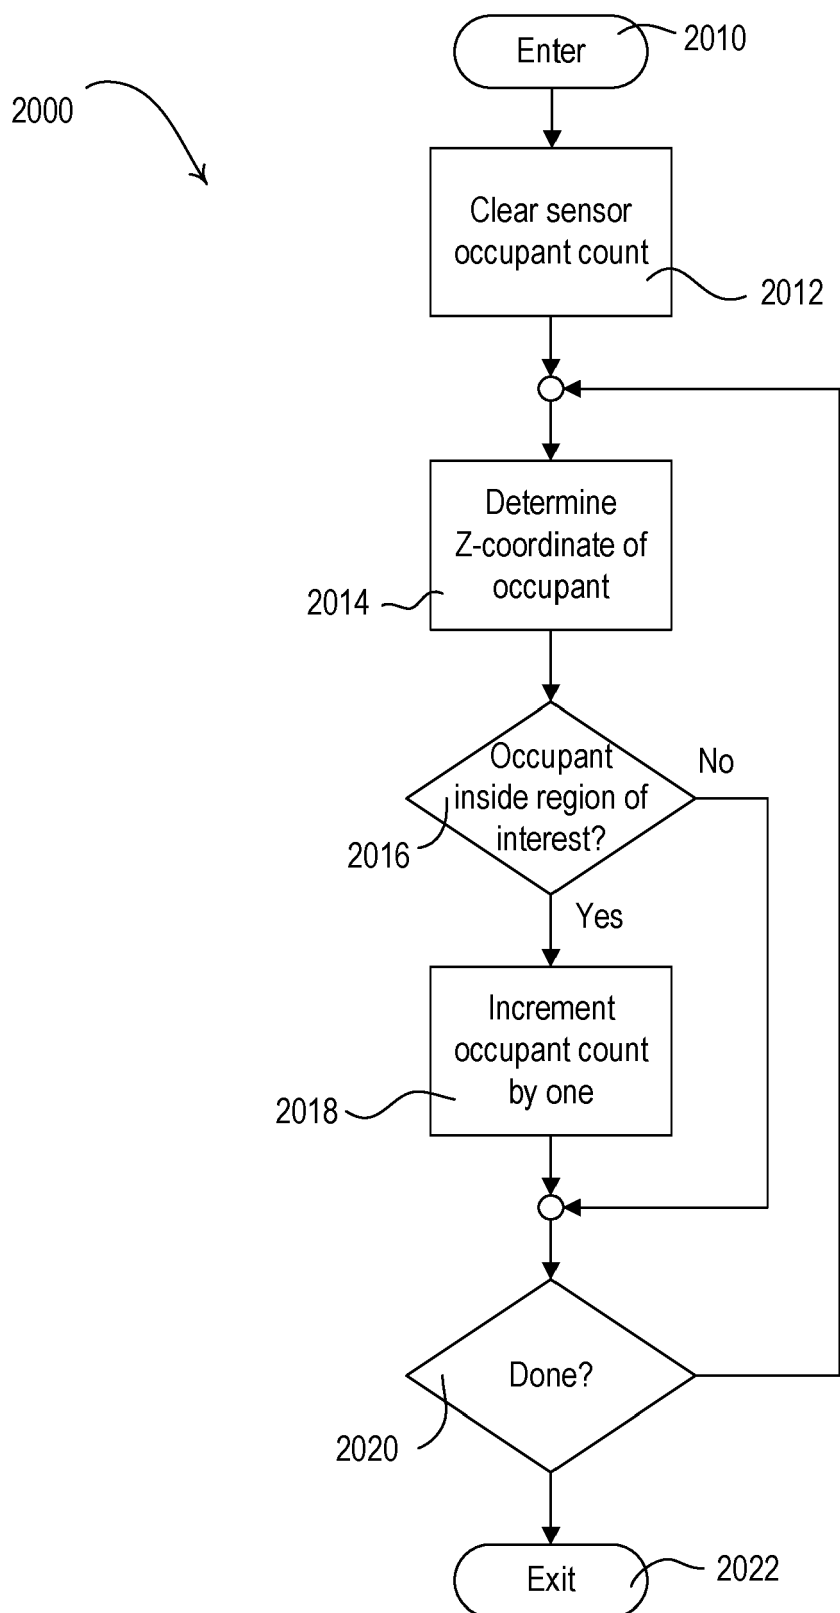 Enter
2010
2000
Clear sensor
occupant count
2012
Determine
Z-coordinate of
occupant
2014
Occupant
inside region of
interest?
No
2016
Yes
Increment
occupant count
by one
2018
Done?
2020
Exit
2022